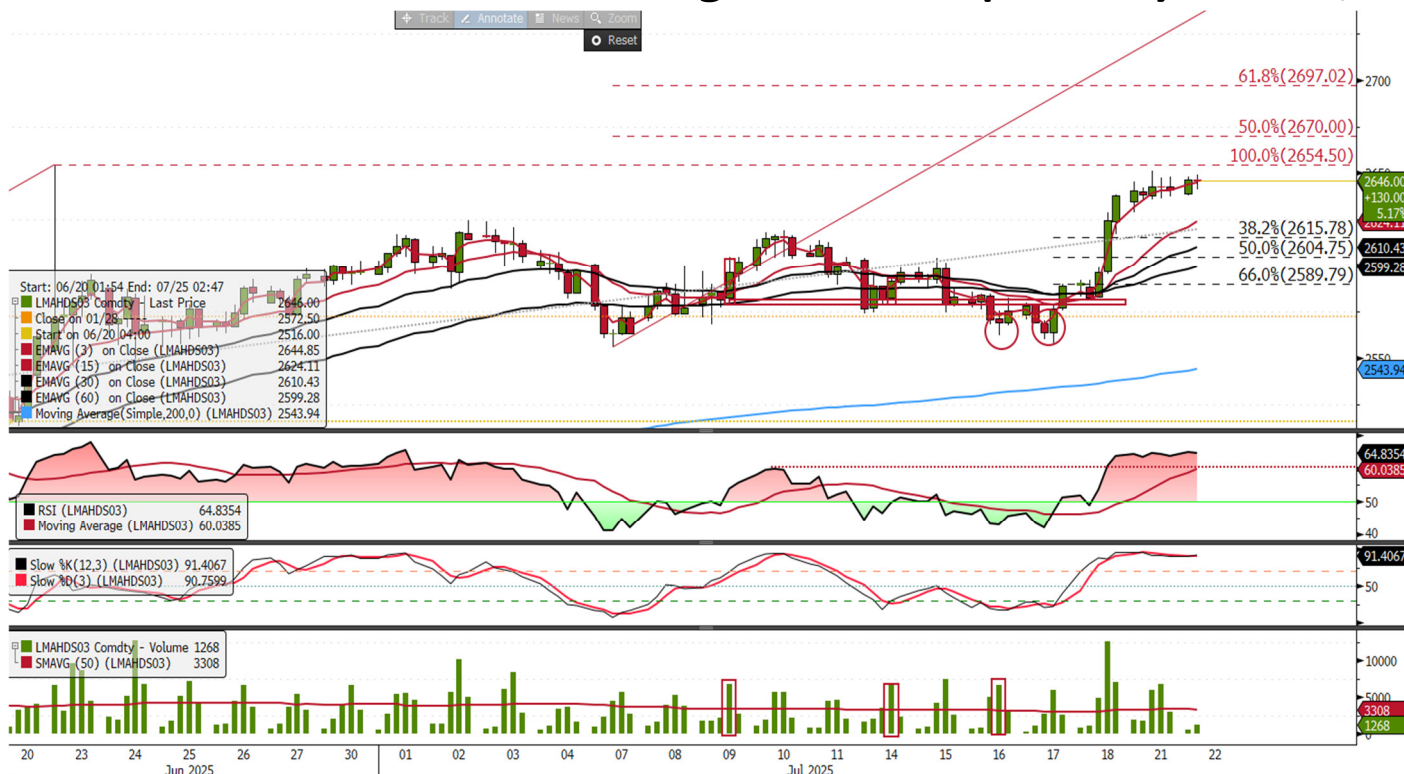 Track Annotate News Zoom
Reset
61.8%(2697.02)
2700
50.0%(2670.00)
100.0%(2654.50)
2646.00
+130.00
5.17%
2624.11
38.2%(2615.78)
50.0%(2604.75)
2610.43
2599.28
66.0%(2589.79)
2550
2543.94
Start: 06/20 01:54 End: 07/25 02:47
LMAHDS03 Comdty - Last Price 2646.00
Close on 01/28 ---- 2572.50
Start on 06/20 04:00 2516.00
EMAVG (3) on Close (LMAHDS03) 2644.85
EMAVG (15) on Close (LMAHDS03) 2624.11
EMAVG (30) on Close (LMAHDS03) 2610.43
EMAVG (60) on Close (LMAHDS03) 2599.28
Moving Average(Simple,200,0) (LMAHDS03) 2543.94
64.8354
60.0385
50
40
RSI (LMAHDS03) 64.8354
Moving Average (LMAHDS03) 60.0385
91.4067
50
Slow %K(12,3) (LMAHDS03) 91.4067
Slow %D(3) (LMAHDS03) 90.7599
LMAHDS03 Comdty - Volume 1268
SMAVG (50) (LMAHDS03) 3308
10000
5000
3308
1268
0
20 23 24 25 26 27 30 01 02 03 04 07 08 09 10 11 14 15 16 17 18 21 22
Jun 2025 Jul 2025